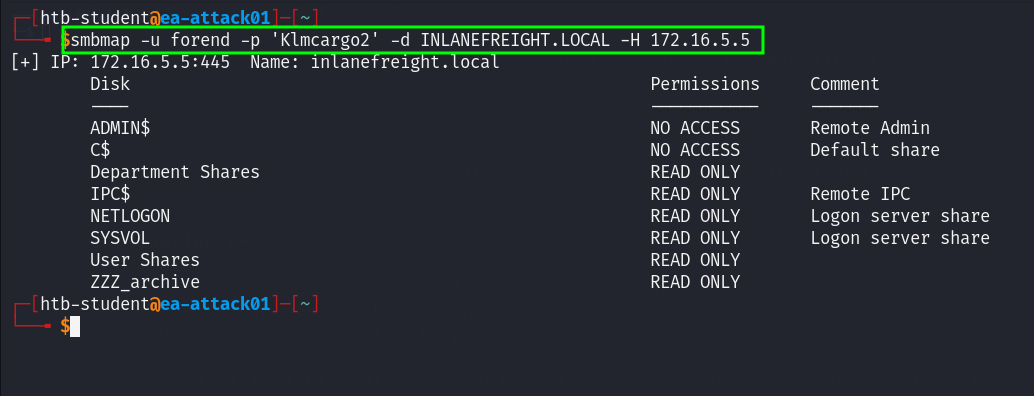 ┌─[htb-student@ea-attack01]─[~]
└──╼ $smbmap -u forend -p 'Klmcargo2' -d INLANEFREIGHT.LOCAL -H 172.16.5.5
[+] IP: 172.16.5.5:445  Name: inlanefreight.local
Disk Permissions Comment
---- ----------- -------
ADMIN$ NO ACCESS Remote Admin
C$ NO ACCESS Default share
Department Shares READ ONLY
IPC$ READ ONLY Remote IPC
NETLOGON READ ONLY Logon server share
SYSVOL READ ONLY Logon server share
User Shares READ ONLY
ZZZ_archive READ ONLY
┌─[htb-student@ea-attack01]─[~]
└──╼ $